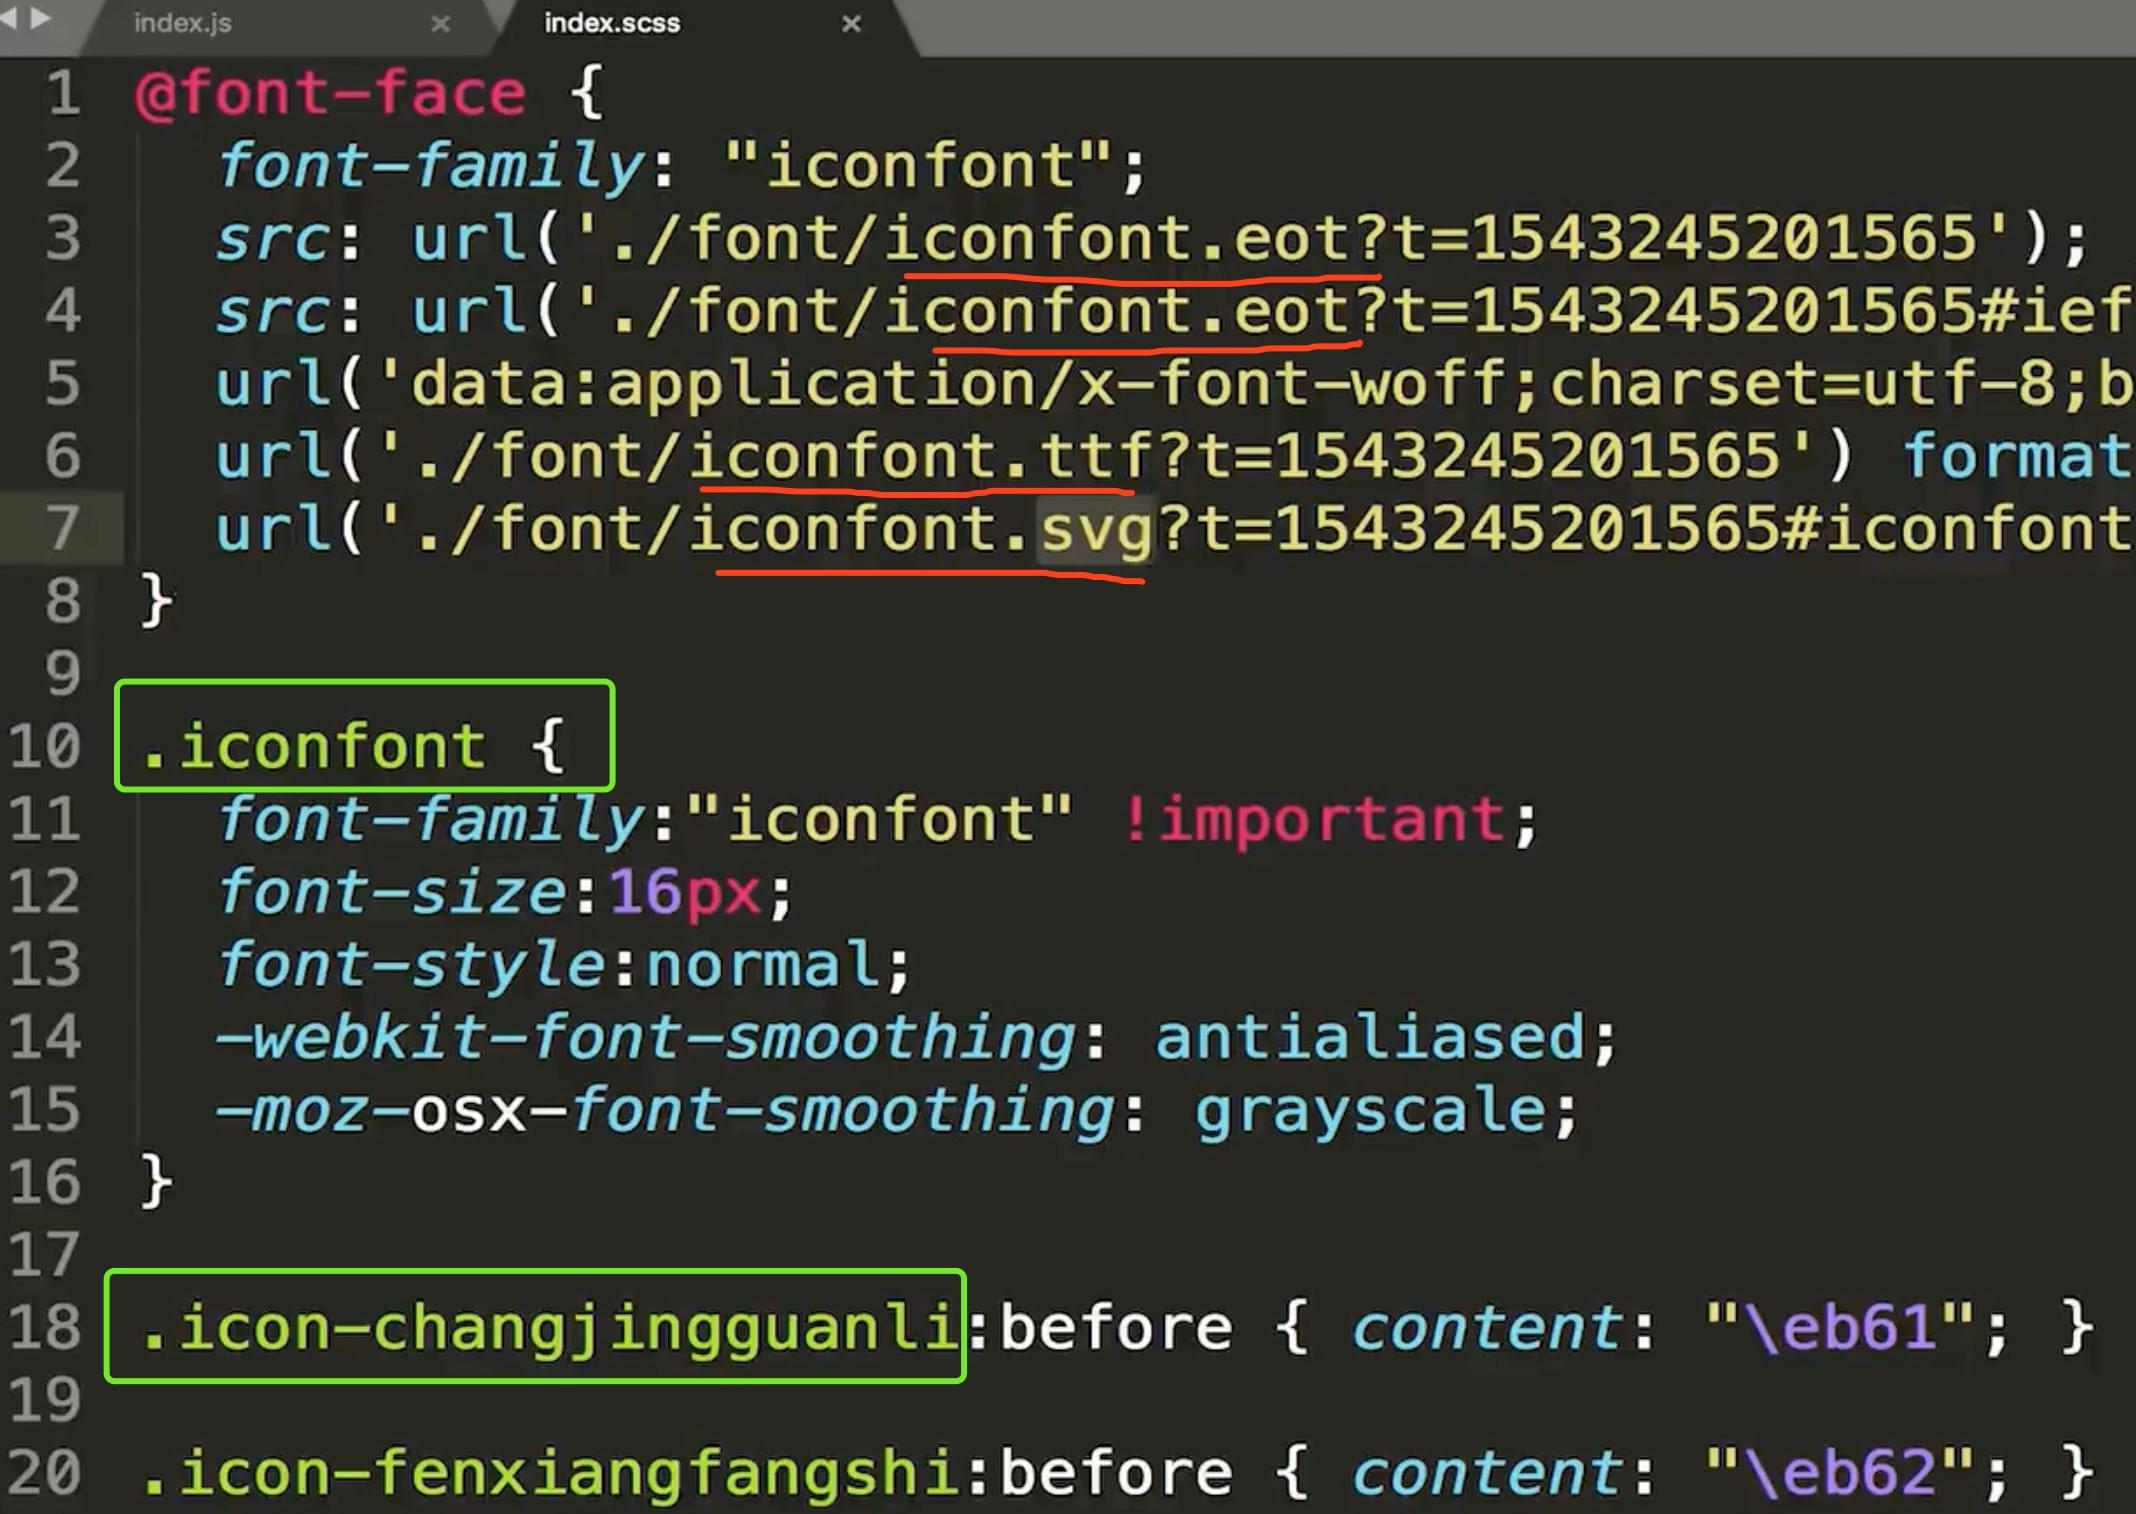 index.js
index.scss
1 @font-face {
2 font-family: "iconfont";
3 src: url('./font/iconfont.eot?t=1543245201565');
4 src: url('./font/iconfont.eot?t=1543245201565#ief
5 url('data:application/x-font-woff;charset=utf-8;b
6 url('./font/iconfont.ttf?t=1543245201565') format
7 url('./font/iconfont.svg?t=1543245201565#iconfont
8 }
9
10 .iconfont {
11 font-family:"iconfont" !important;
12 font-size:16px;
13 font-style:normal;
14 -webkit-font-smoothing: antialiased;
15 -moz-osx-font-smoothing: grayscale;
16 }
17
18 .icon-changjingguanli:before { content: "\eb61"; }
19
20 .icon-fenxiangfangshi:before { content: "\eb62"; }